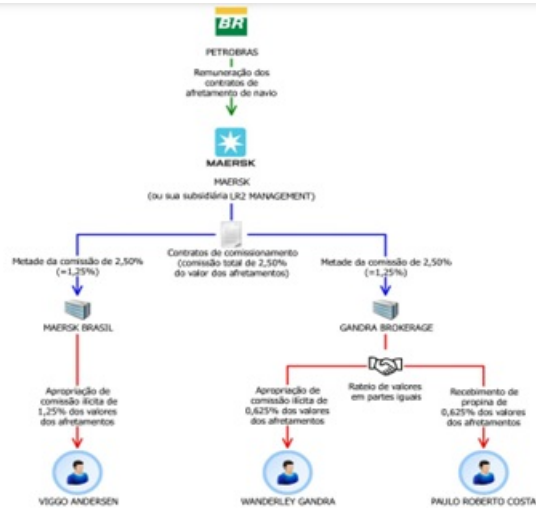 BR
PETROBRAS
Remuneração dos
contratos de
afretamento de navio
MAERSK
MAERSK
(ou sua subsidiária LR2 MANAGEMENT)
Metade da comissão de 2,50%
(=1,25%)
Contratos de comissionamento
(comissão total de 2,50%
do valor dos afretamentos)
Metade da comissão de 2,50%
(=1,25%)
MAERSK BRASIL
GANDRA BROKERAGE
Apropriação de
comissão ilícita de
1,25% dos valores
dos afretamentos
Apropriação de
comissão ilícita de
0,625% dos valores
dos afretamentos
Rateio de valores
em partes iguais
Recebimento de
propina de
0,625% dos valores
dos afretamentos
VIGGO ANDERSEN
WANDERLEY GANDRA
PAULO ROBERTO COSTA